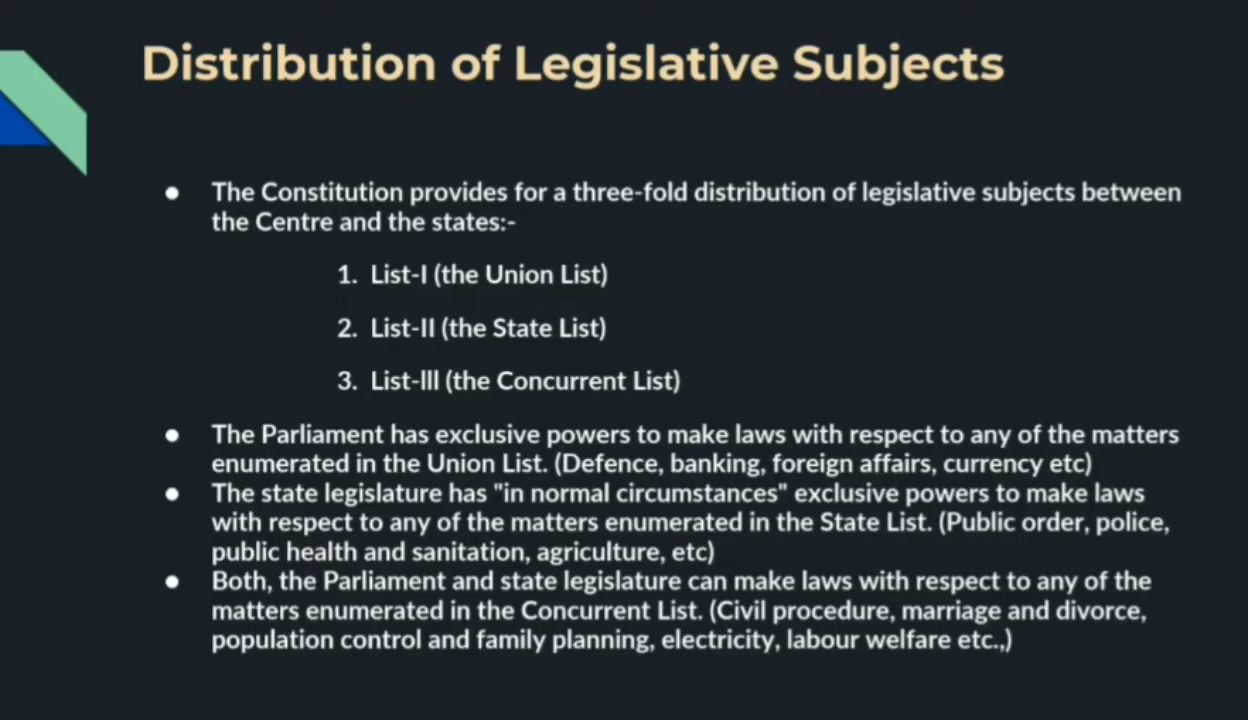 Distribution of Legislative Subjects
● The Constitution provides for a three-fold distribution of legislative subjects between
the Centre and the states:-
1. List-I (the Union List)
2. List-II (the State List)
3. List-III (the Concurrent List)
● The Parliament has exclusive powers to make laws with respect to any of the matters
enumerated in the Union List. (Defence, banking, foreign affairs, currency etc)
● The state legislature has "in normal circumstances" exclusive powers to make laws
with respect to any of the matters enumerated in the State List. (Public order, police,
public health and sanitation, agriculture, etc)
● Both, the Parliament and state legislature can make laws with respect to any of the
matters enumerated in the Concurrent List. (Civil procedure, marriage and divorce,
population control and family planning, electricity, labour welfare etc.,)